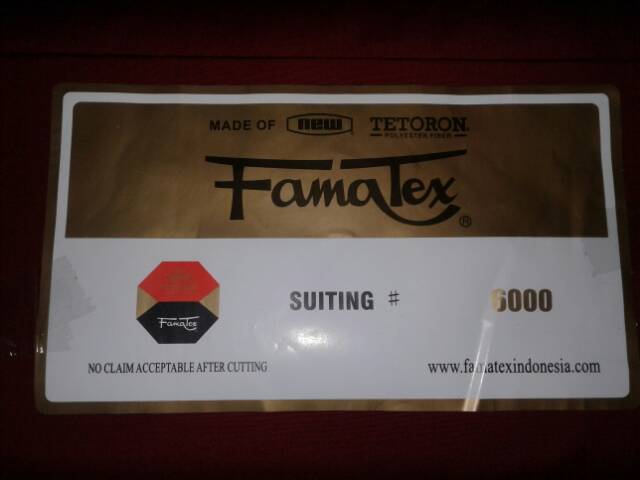 MADE OF new TETORON®
POLYESTER FIBER
FamaTex®
FamaTex
SUITING # 6000
NO CLAIM ACCEPTABLE AFTER CUTTING
www.famatexindonesia.com